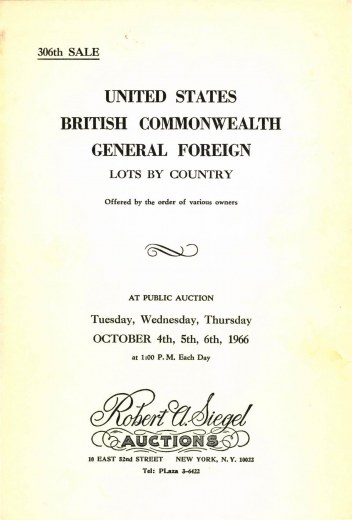 306th SALE
UNITED STATES
BRITISH COMMONWEALTH
GENERAL FOREIGN
LOTS BY COUNTRY
Offered by the order of various owners
AT PUBLIC AUCTION
Tuesday, Wednesday, Thursday
OCTOBER 4th, 5th, 6th, 1966
at 1:00 P. M. Each Day
Robert A. Siegel
AUCTIONS
10 EAST 52nd STREET NEW YORK, N. Y. 10022
Tel: PLaza 3-6422